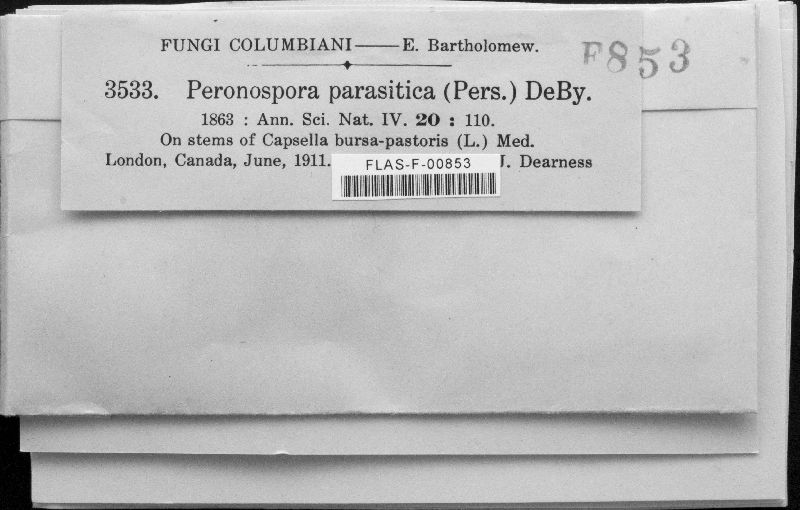 FUNGI COLUMBIANI—E. Bartholomew.
F853
3533. Peronospora parasitica (Pers.) DeBy.
1863 : Ann. Sci. Nat. IV. 20 : 110.
On stems of Capsella bursa-pastoris (L.) Med.
London, Canada, June, 1911. J. Dearness
FLAS-F-00853